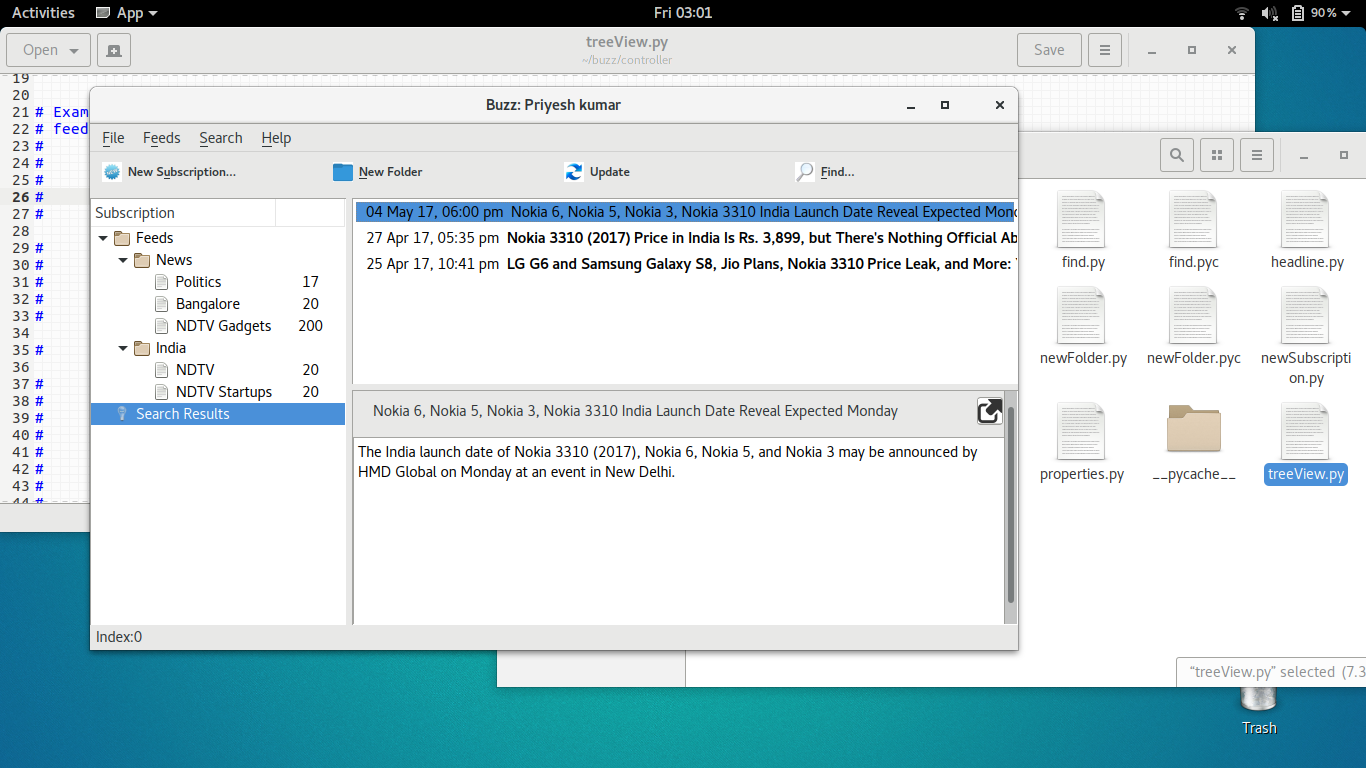 Activities App Fri 03:01 90%
Open treeView.py Save
~/buzz/controller
19
20
21 # Exam
22 # feed
23 #
24 #
25 #
26 #
27 #
28
29 #
30 #
31 #
32 #
33 #
34
35 #
36
37 #
38 #
39 #
40 #
41 #
42 #
43 #
44 #
Buzz: Priyesh kumar
File Feeds Search Help
New Subscription... New Folder Update Find...
Subscription
Feeds
News
Politics 17
Bangalore 20
NDTV Gadgets 200
India
NDTV 20
NDTV Startups 20
Search Results
04 May 17, 06:00 pm Nokia 6, Nokia 5, Nokia 3, Nokia 3310 India Launch Date Reveal Expected Mon
27 Apr 17, 05:35 pm Nokia 3310 (2017) Price in India Is Rs. 3,899, but There's Nothing Official Ab
25 Apr 17, 10:41 pm LG G6 and Samsung Galaxy S8, Jio Plans, Nokia 3310 Price Leak, and More:
Nokia 6, Nokia 5, Nokia 3, Nokia 3310 India Launch Date Reveal Expected Monday
The India launch date of Nokia 3310 (2017), Nokia 6, Nokia 5, and Nokia 3 may be announced by
HMD Global on Monday at an event in New Delhi.
Index:0
find.py find.pyc headline.py
newFolder.py newFolder.pyc newSubscripti
on.py
properties.py __pycache__ treeView.py
"treeView.py" selected (7.3
Trash